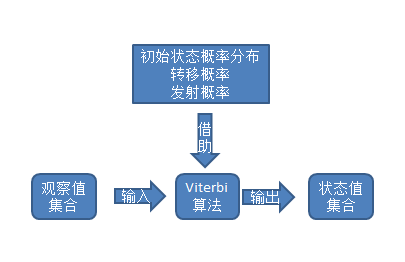 初始状态概率分布
转移概率
发射概率
借
助
观察值
集合
输入
Viterbi
算法
输出
状态值
集合